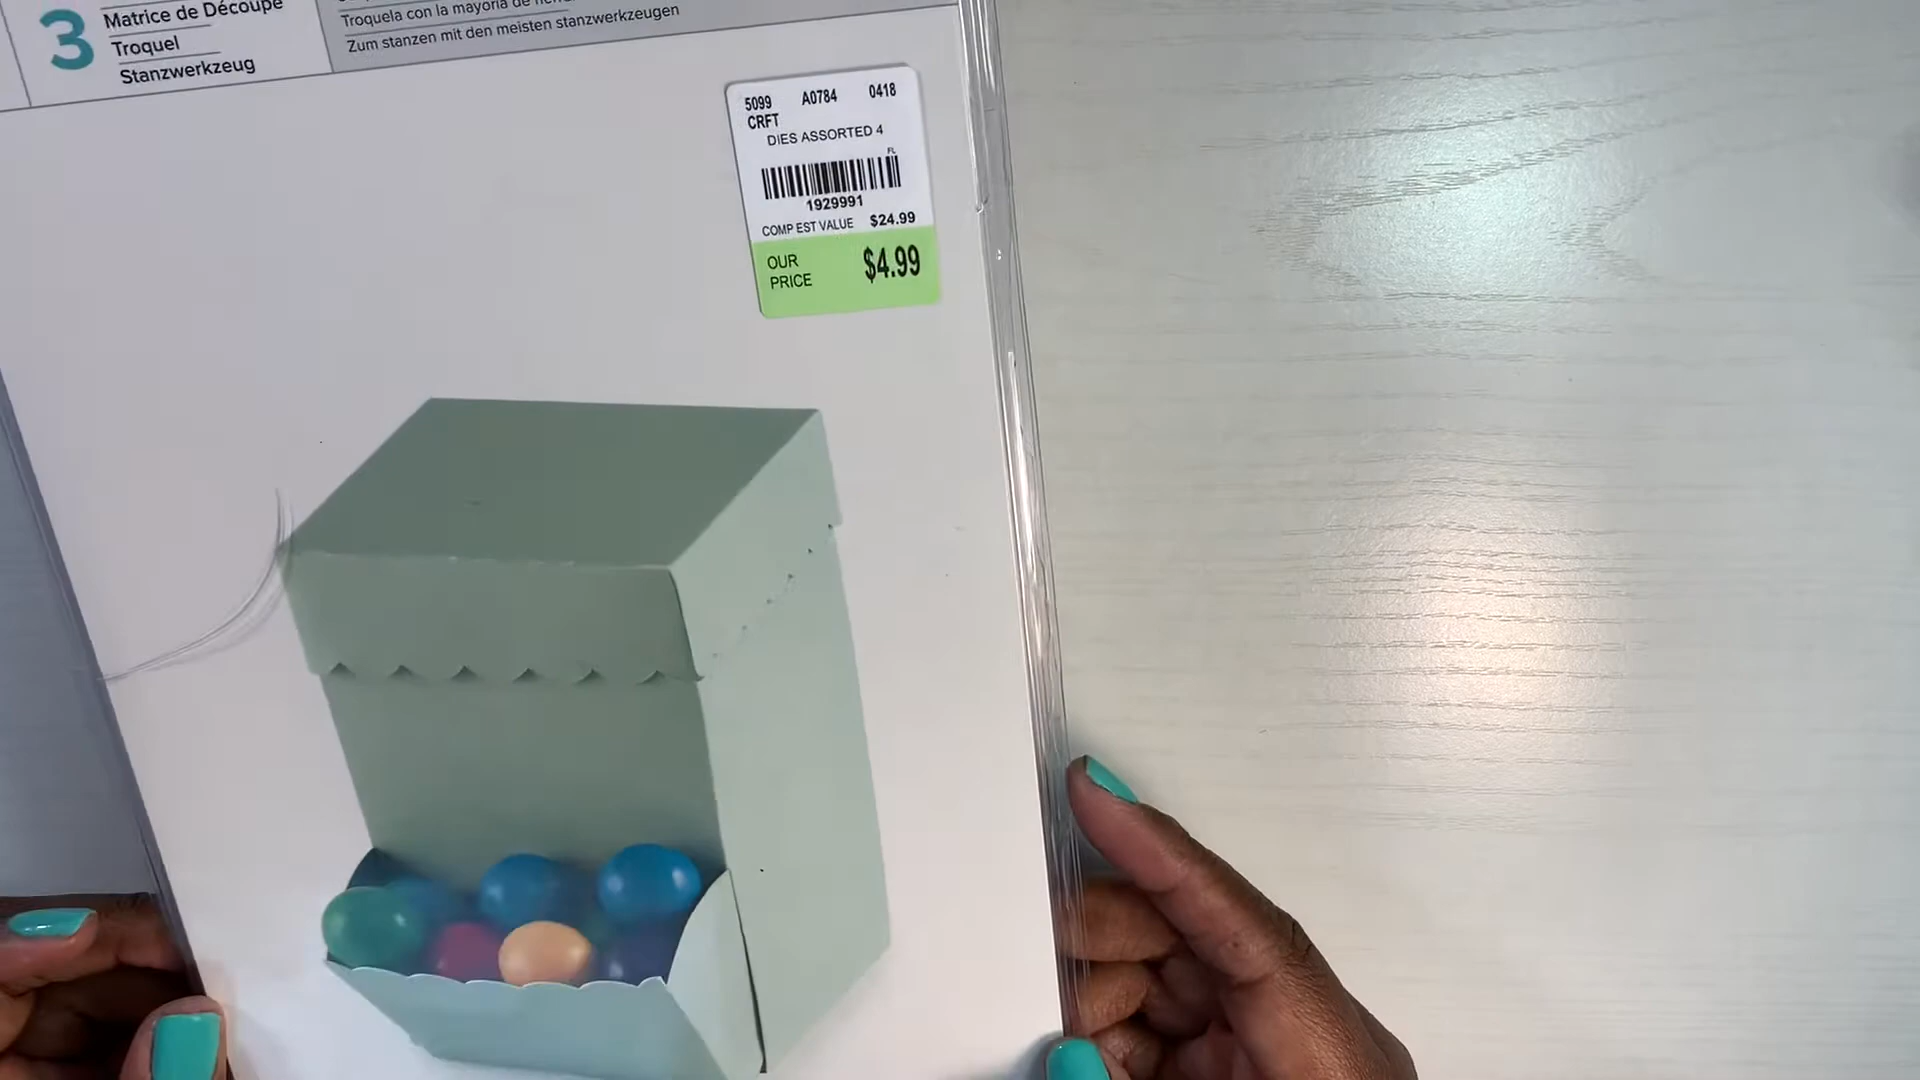 3
Matrice de Découpe
Troquel
Stanzwerkzeug
Troquela con la mayoría de
Zum stanzen mit den meisten stanzwerkzeugen
5099 A0784 0418
CRFT
DIES ASSORTED 4
FL
1929991
COMP EST VALUE $24.99
OUR PRICE $4.99